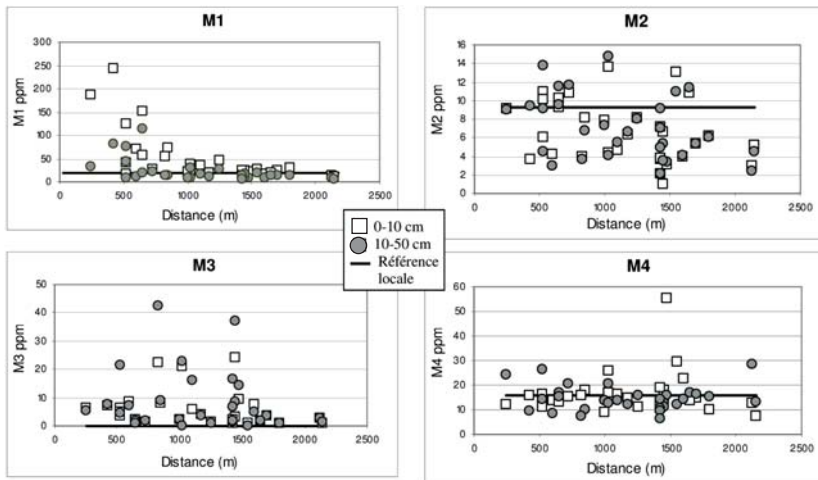 M1
300
250
200
150
100
50
0
M1 ppm
0 500 1000 1500 2000 2500
Distance (m)
M2
16
14
12
10
8
6
4
2
0
M2 ppm
0 500 1000 1500 2000 2500
Distance (m)
0-10 cm
10-50 cm
Référence
locale
M3
50
40
30
20
10
0
M3 ppm
0 500 1000 1500 2000 2500
Distance (m)
M4
60
50
40
30
20
10
0
M4 ppm
0 500 1000 1500 2000 2500
Distance (m)